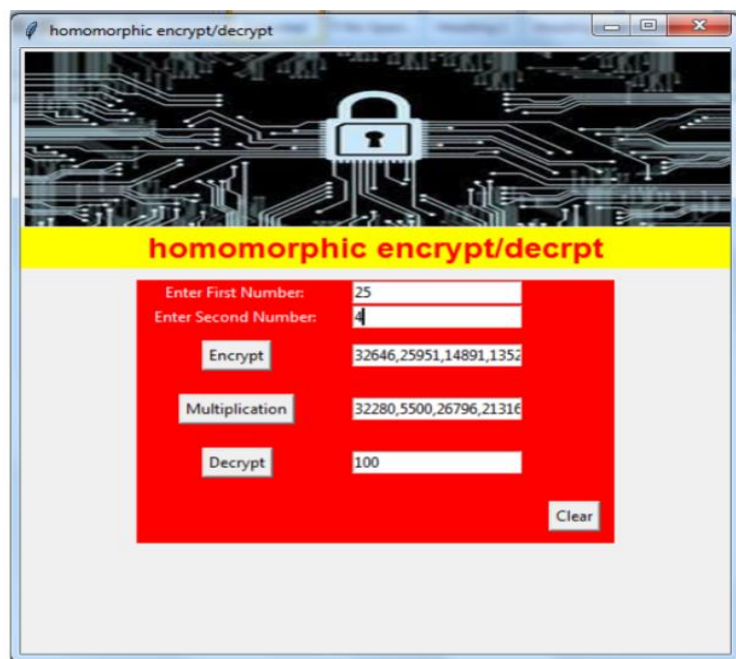 homomorphic encrypt/decrypt
homomorphic encrypt/decrpt
Enter First Number: 25
Enter Second Number: 4
Encrypt 32646,25951,14891,1352
Multiplication 32280,5500,26796,21316
Decrypt 100
Clear